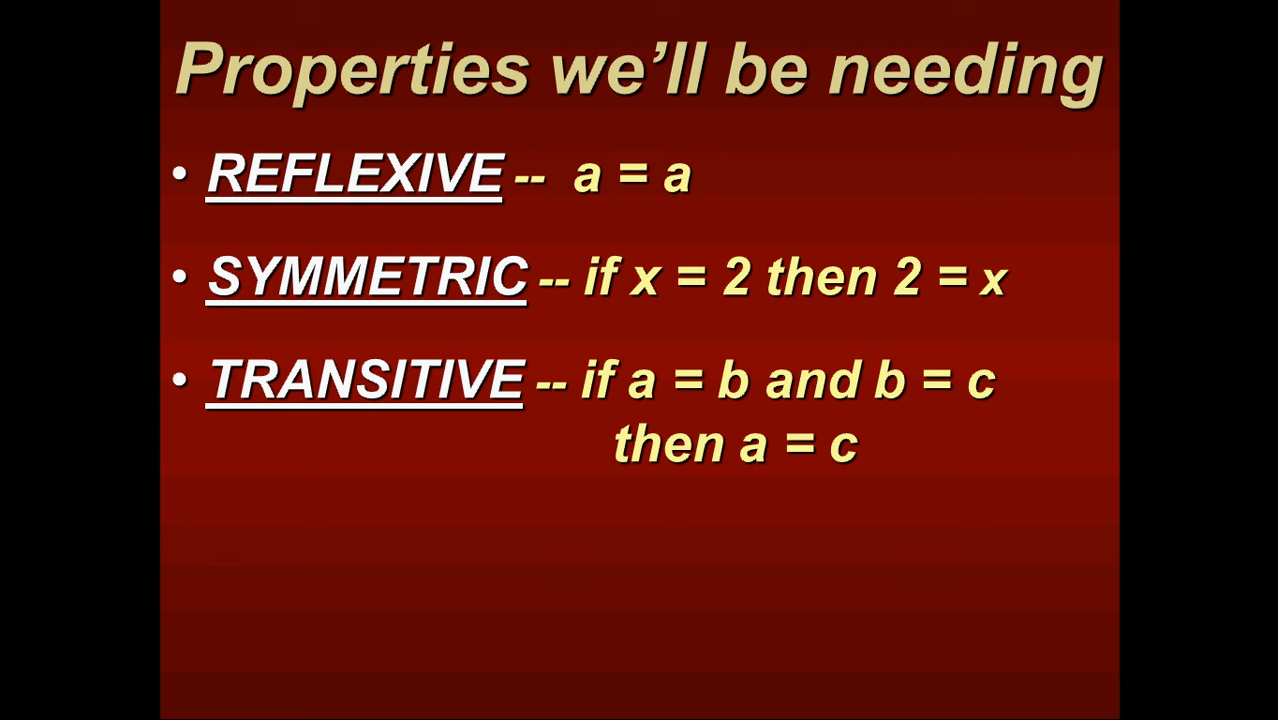 Properties we’ll be needing
• REFLEXIVE -- a = a
• SYMMETRIC -- if x = 2 then 2 = x
• TRANSITIVE -- if a = b and b = c
then a = c